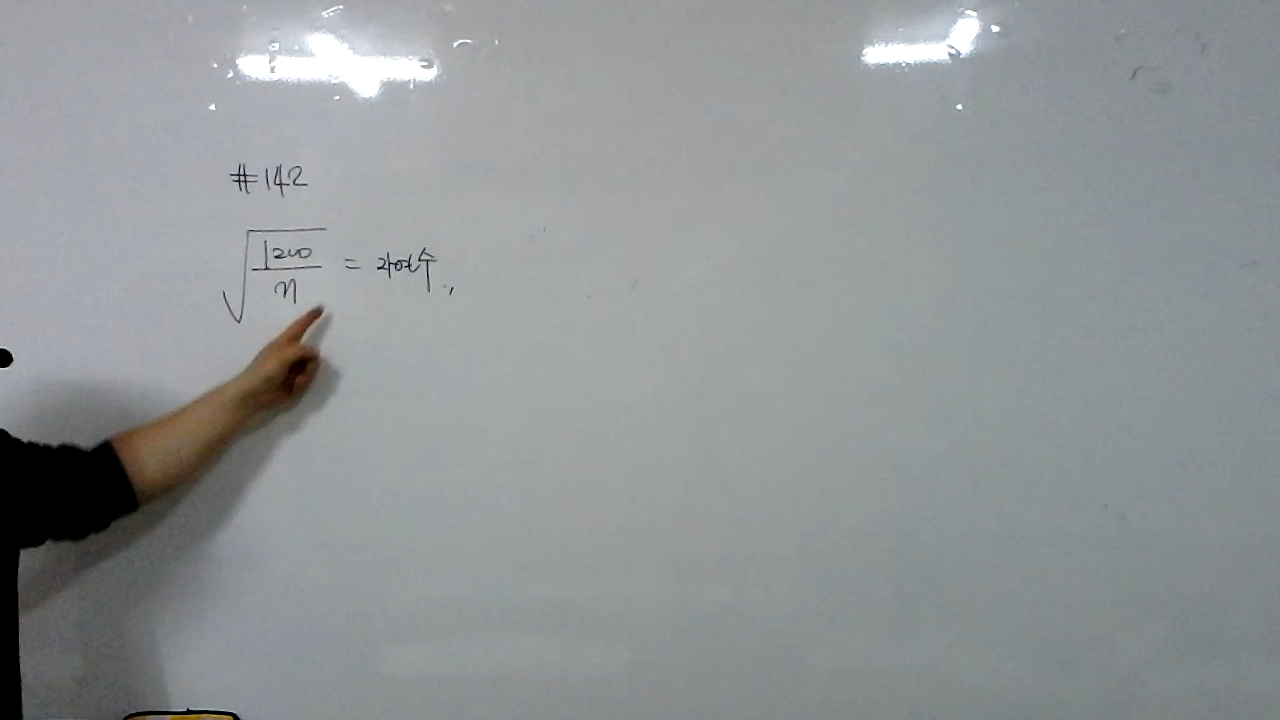 #142
√(1200/n) = 자연수